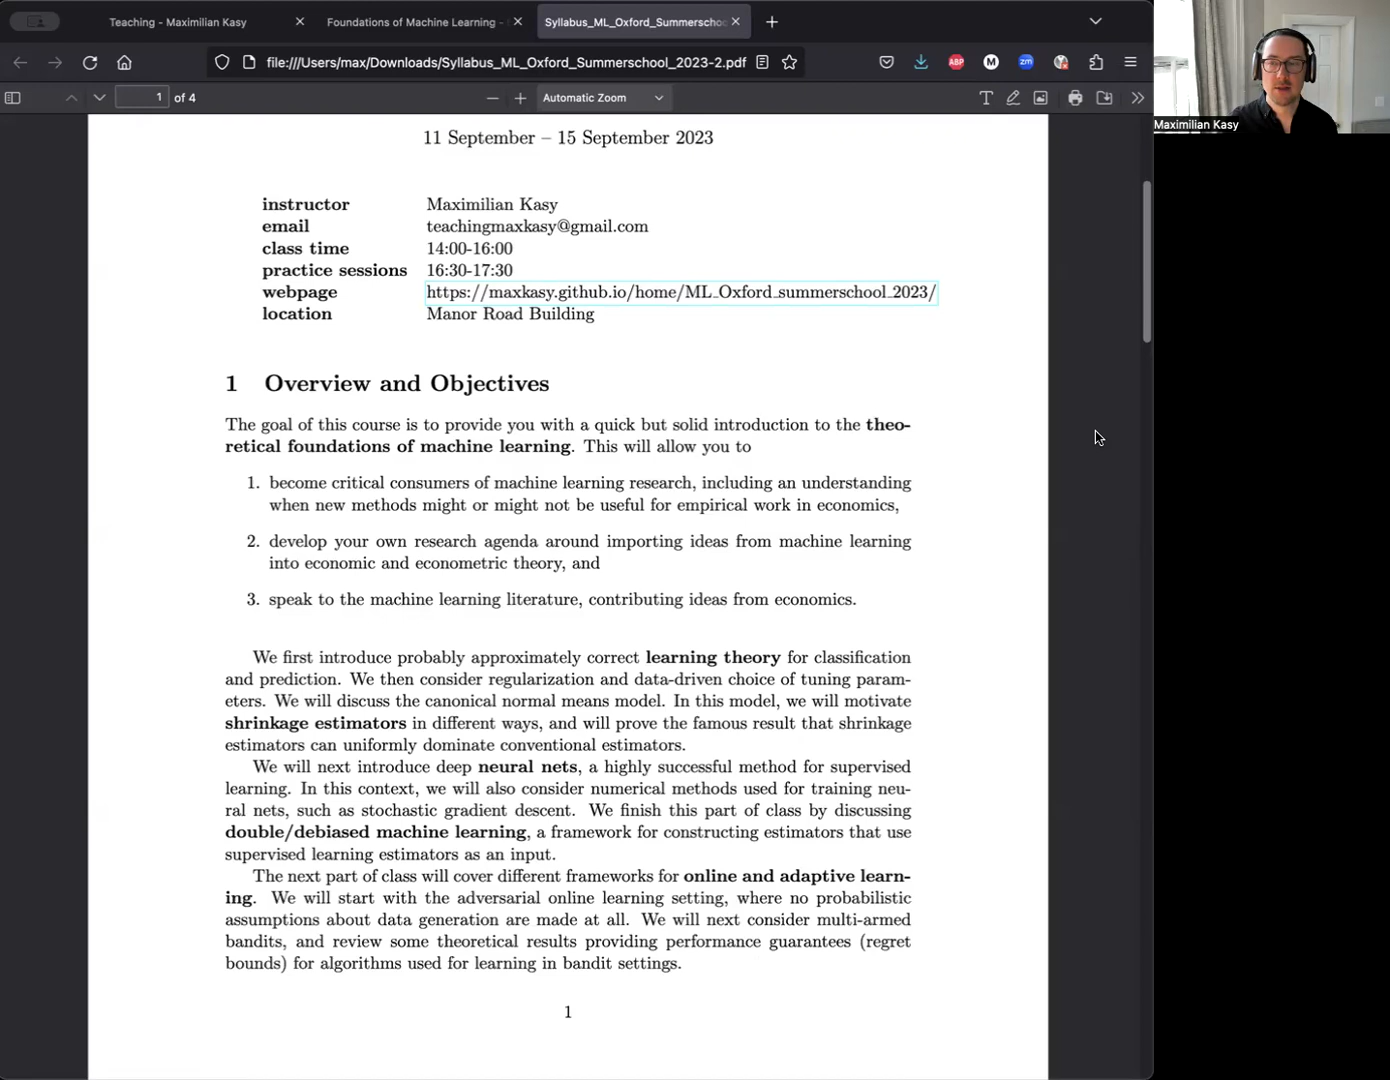 Teaching - Maximilian Kasy
Foundations of Machine Learning -
Syllabus_ML_Oxford_Summerschoo
file:///Users/max/Downloads/Syllabus_ML_Oxford_Summerschool_2023-2.pdf
ABP
M
zm
1 of 4
Automatic Zoom
Maximilian Kasy
11 September – 15 September 2023
instructor Maximilian Kasy
email teachingmaxkasy@gmail.com
class time 14:00-16:00
practice sessions 16:30-17:30
webpage https://maxkasy.github.io/home/ML_Oxford_summerschool_2023/
location Manor Road Building
1 Overview and Objectives
The goal of this course is to provide you with a quick but solid introduction to the theo-
retical foundations of machine learning. This will allow you to
1. become critical consumers of machine learning research, including an understanding
when new methods might or might not be useful for empirical work in economics,
2. develop your own research agenda around importing ideas from machine learning
into economic and econometric theory, and
3. speak to the machine learning literature, contributing ideas from economics.
We first introduce probably approximately correct learning theory for classification
and prediction. We then consider regularization and data-driven choice of tuning param-
eters. We will discuss the canonical normal means model. In this model, we will motivate
shrinkage estimators in different ways, and will prove the famous result that shrinkage
estimators can uniformly dominate conventional estimators.
We will next introduce deep neural nets, a highly successful method for supervised
learning. In this context, we will also consider numerical methods used for training neu-
ral nets, such as stochastic gradient descent. We finish this part of class by discussing
double/debiased machine learning, a framework for constructing estimators that use
supervised learning estimators as an input.
The next part of class will cover different frameworks for online and adaptive learn-
ing. We will start with the adversarial online learning setting, where no probabilistic
assumptions about data generation are made at all. We will next consider multi-armed
bandits, and review some theoretical results providing performance guarantees (regret
bounds) for algorithms used for learning in bandit settings.
1